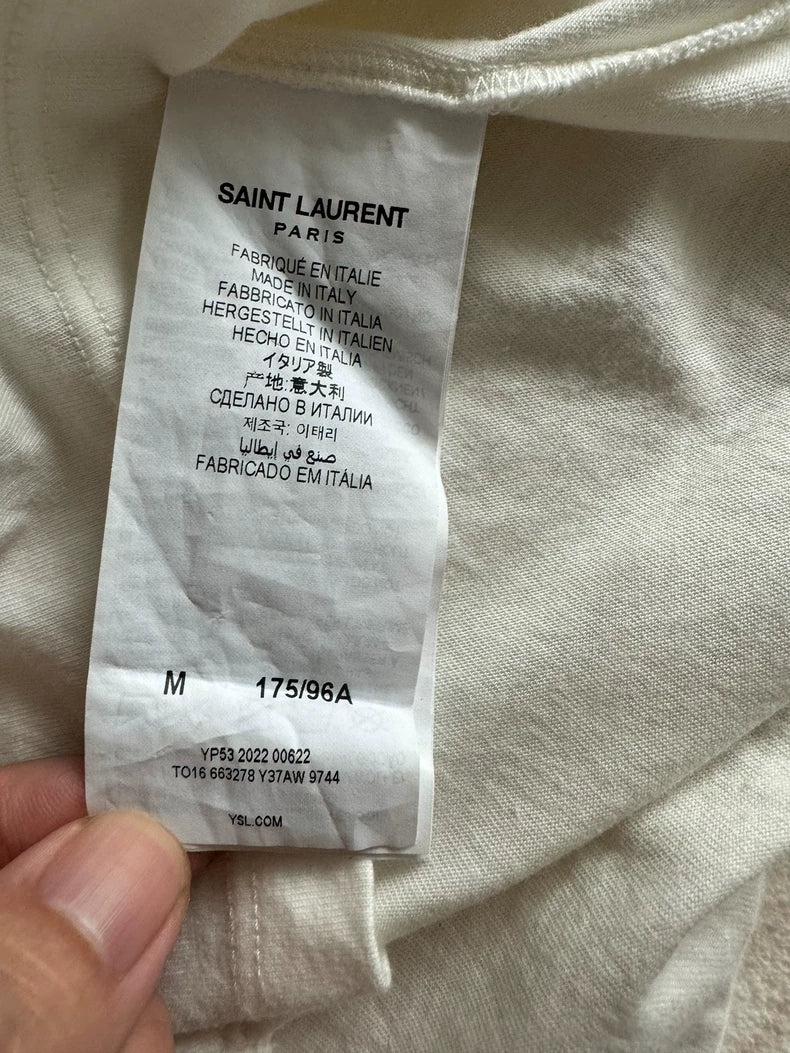 SAINT LAURENT
PARIS
FABRIQUÉ EN ITALIE
MADE IN ITALY
FABBRICATO IN ITALIA
HERGESTELLT IN ITALIEN
HECHO EN ITALIA
イタリア製
产地:意大利
СДЕЛАНО В ИТАЛИИ
제조국: 이태리
صنع في إيطاليا
FABRICADO EM ITÁLIA
M 175/96A
YP53 2022 00622
TO16 663278 Y37AW 9744
YSL.COM